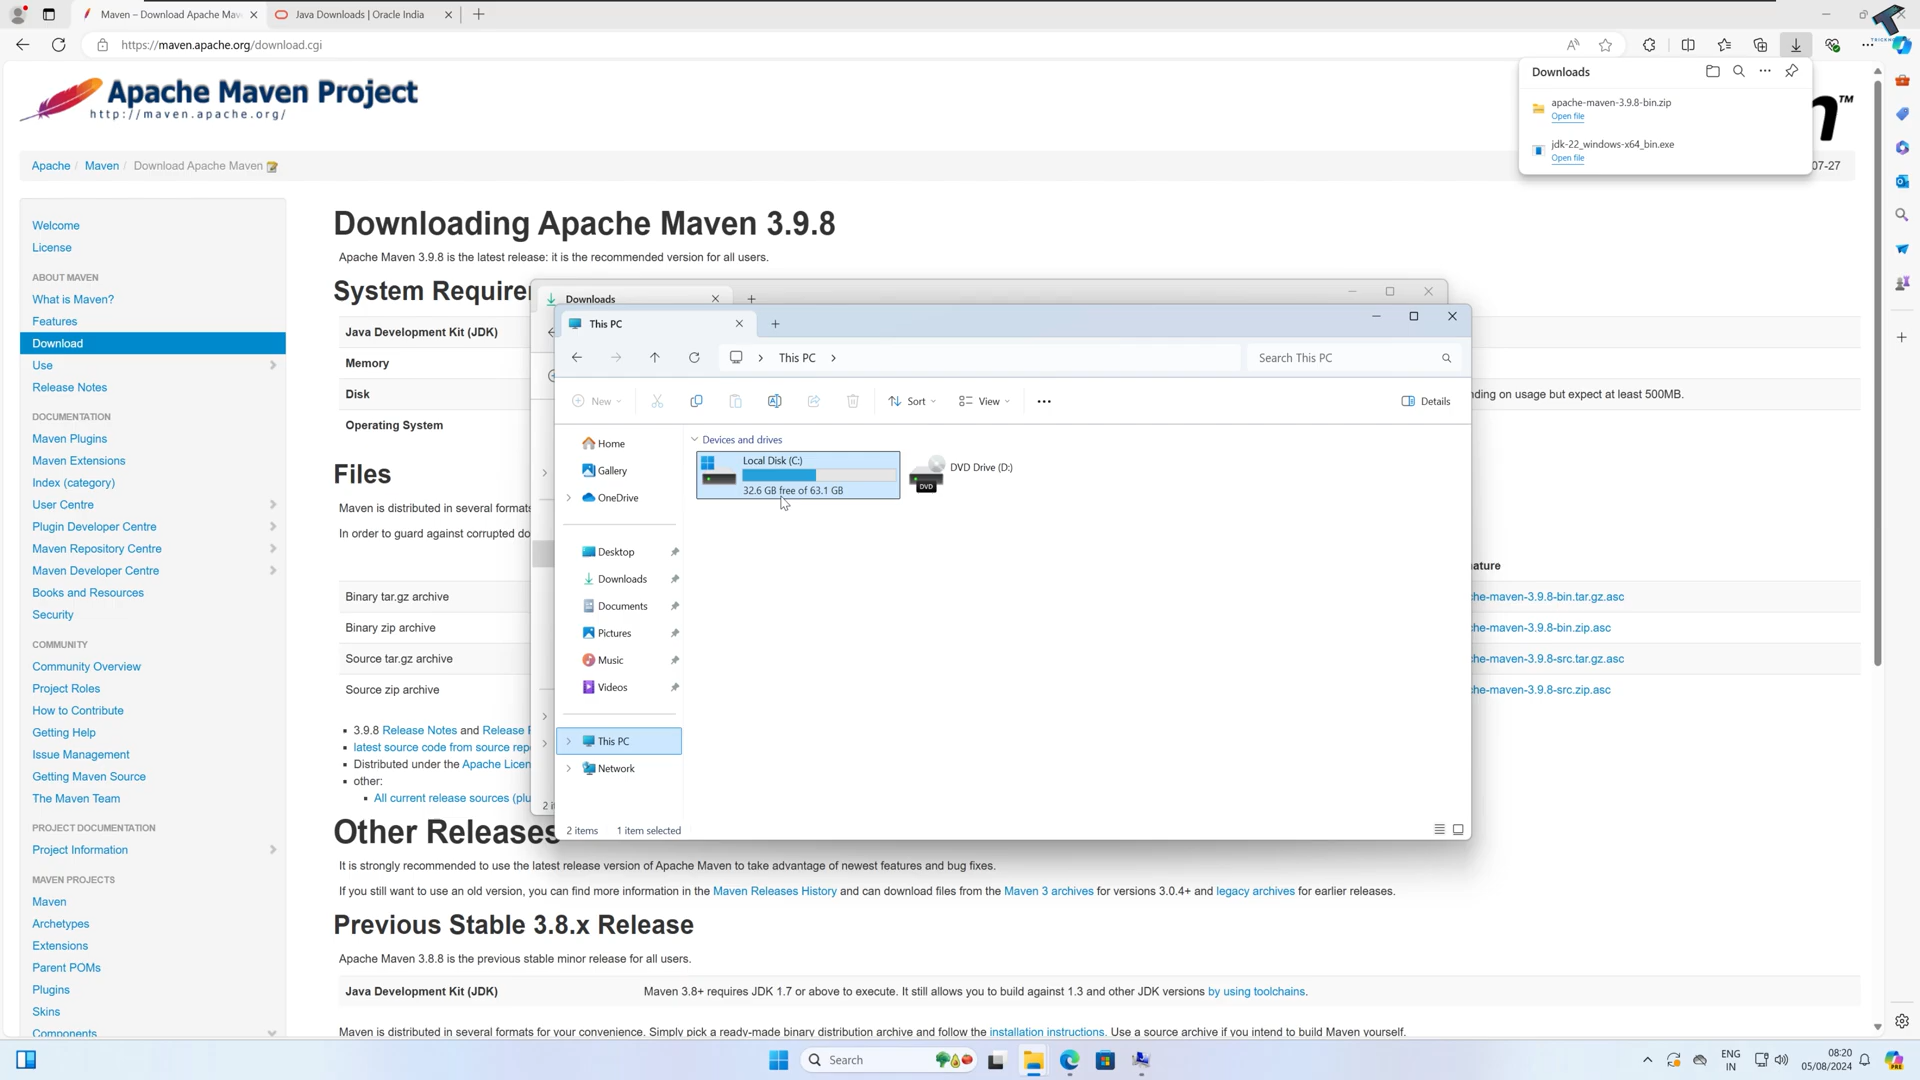 Maven – Download Apache Mav
Java Downloads | Oracle India
https://maven.apache.org/download.cgi
Apache Maven Project
http://maven.apache.org/
Downloads
apache-maven-3.9.8-bin.zip
Open file
jdk-22_windows-x64_bin.exe
Open file
Apache / Maven / Download Apache Maven
07-27
Welcome
License
ABOUT MAVEN
What is Maven?
Features
Download
Use
Release Notes
DOCUMENTATION
Maven Plugins
Maven Extensions
Index (category)
User Centre
Plugin Developer Centre
Maven Repository Centre
Maven Developer Centre
Books and Resources
Security
COMMUNITY
Community Overview
Project Roles
How to Contribute
Getting Help
Issue Management
Getting Maven Source
The Maven Team
PROJECT DOCUMENTATION
Project Information
MAVEN PROJECTS
Maven
Archetypes
Extensions
Parent POMs
Plugins
Skins
Components
Downloading Apache Maven 3.9.8
Apache Maven 3.9.8 is the latest release: it is the recommended version for all users.
System Require
Java Development Kit (JDK)
Memory
Disk
nding on usage but expect at least 500MB.
Operating System
Files
Maven is distributed in several formats
In order to guard against corrupted do
ature
Binary tar.gz archive
che-maven-3.9.8-bin.tar.gz.asc
Binary zip archive
che-maven-3.9.8-bin.zip.asc
Source tar.gz archive
che-maven-3.9.8-src.tar.gz.asc
Source zip archive
che-maven-3.9.8-src.zip.asc
3.9.8 Release Notes and Release
latest source code from source rep
Distributed under the Apache Licen
other:
All current release sources (plu
Downloads
2 it
This PC
This PC
Search This PC
New
Sort
View
Details
Home
Gallery
OneDrive
Desktop
Downloads
Documents
Pictures
Music
Videos
This PC
Network
Devices and drives
Local Disk (C:)
32.6 GB free of 63.1 GB
DVD Drive (D:)
DVD
2 items 1 item selected
Other Releases
It is strongly recommended to use the latest release version of Apache Maven to take advantage of newest features and bug fixes.
If you still want to use an old version, you can find more information in the Maven Releases History and can download files from the Maven 3 archives for versions 3.0.4+ and legacy archives for earlier releases.
Previous Stable 3.8.x Release
Apache Maven 3.8.8 is the previous stable minor release for all users.
Java Development Kit (JDK)
Maven 3.8+ requires JDK 1.7 or above to execute. It still allows you to build against 1.3 and other JDK versions by using toolchains.
Maven is distributed in several formats for your convenience. Simply pick a ready-made binary distribution archive and follow the installation instructions. Use a source archive if you intend to build Maven yourself.
Search
ENG
IN
08:20
05/08/2024